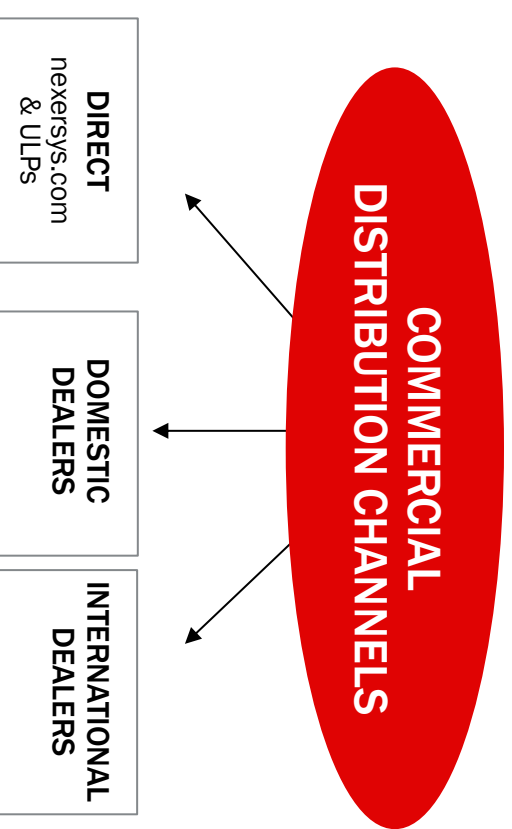 COMMERCIAL
DISTRIBUTION CHANNELS
DIRECT
nexersys.com
& ULPs
DOMESTIC
DEALERS
INTERNATIONAL
DEALERS